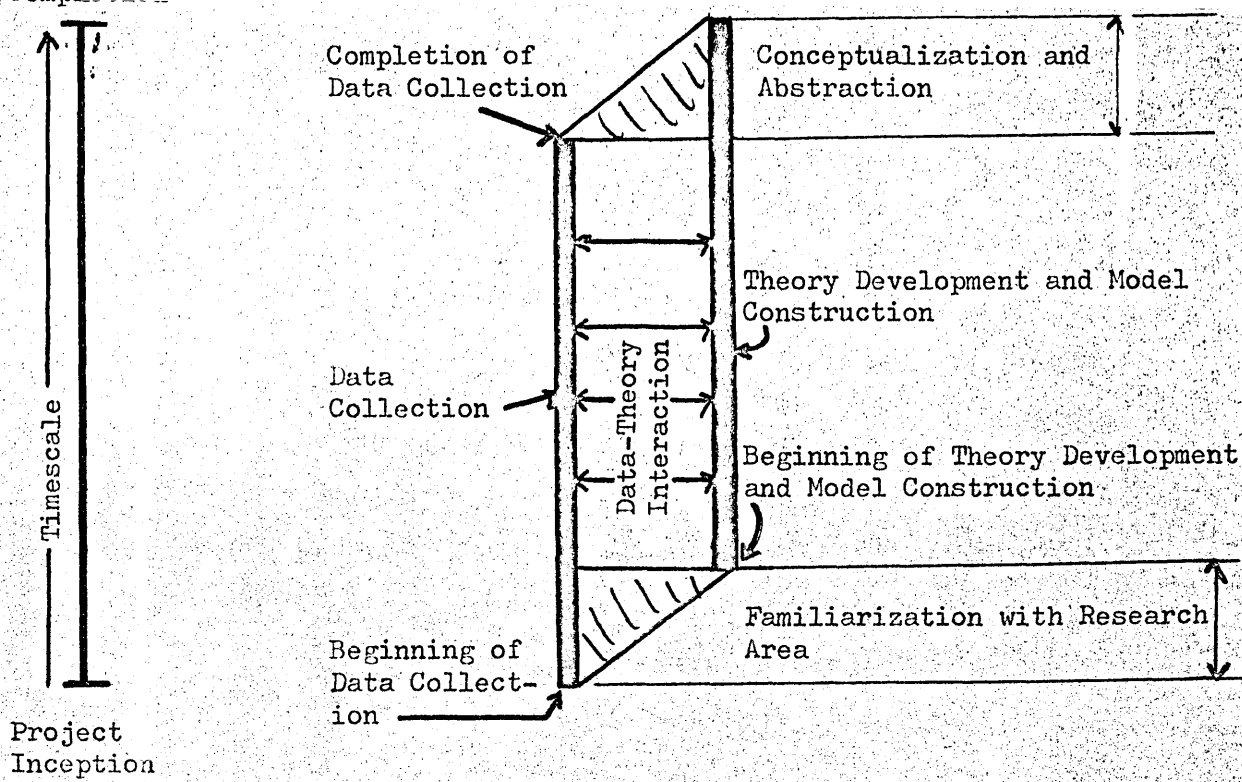 Completion of
Data Collection
Conceptualization and
Abstraction
Theory Development and Model
Construction
Timescale
Data
Collection
Data-Theory
Interaction
Beginning of Theory Development
and Model Construction
Familiarization with Research
Area
Beginning of
Data Collect-
ion
Project
Inception